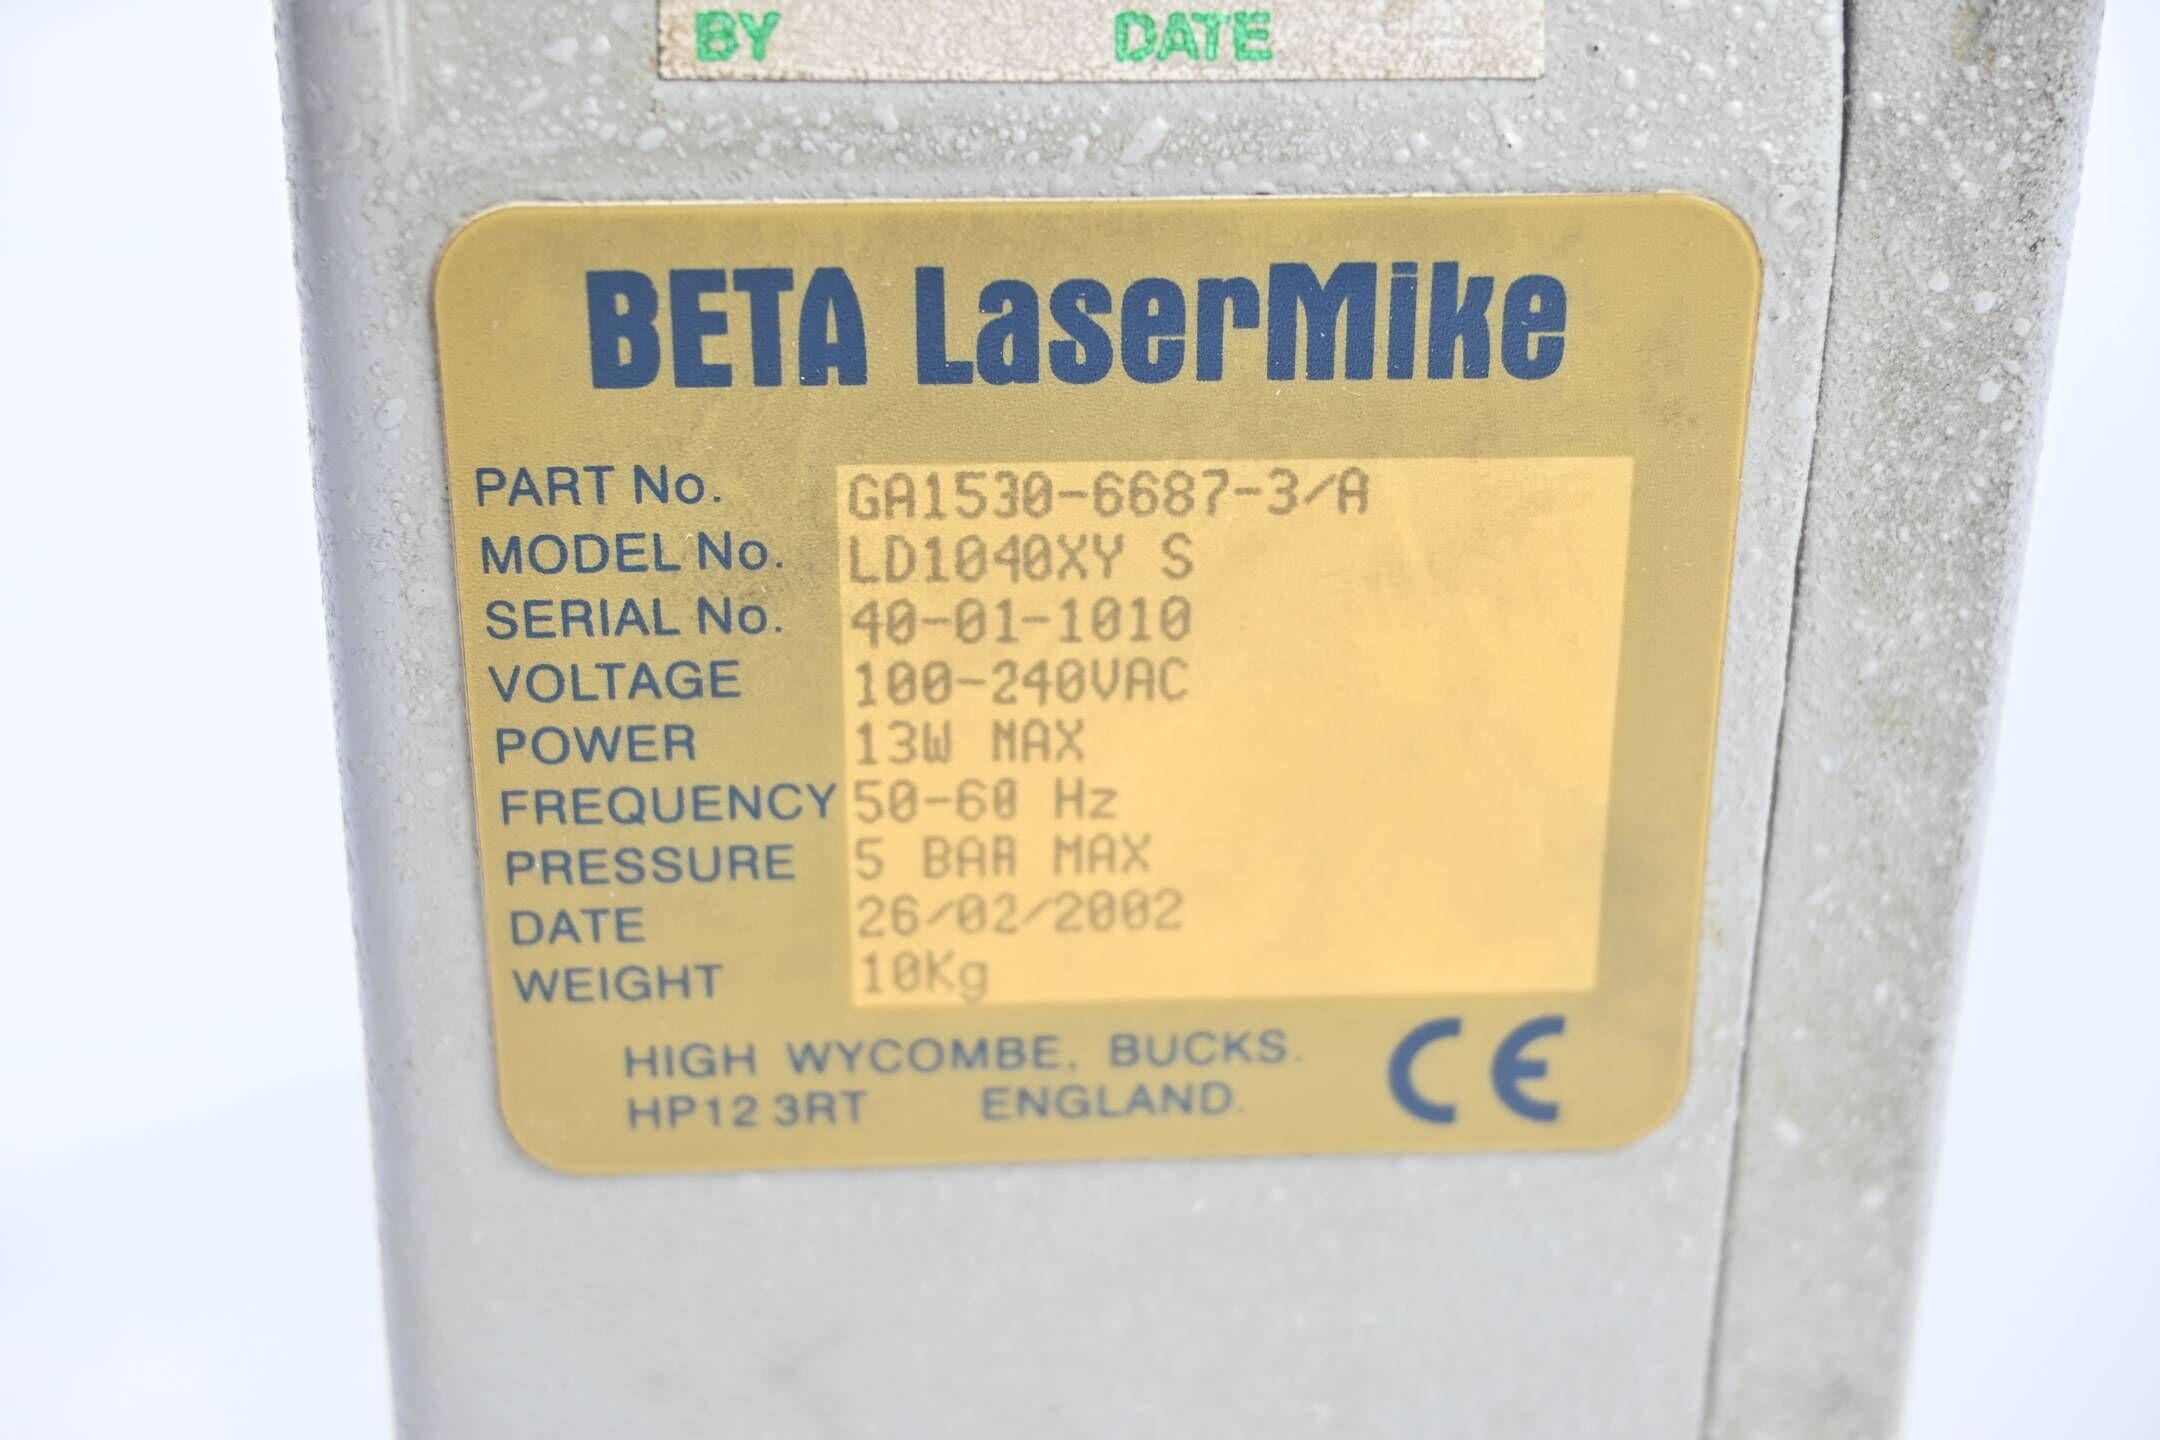 BY DATE
BETA LaserMike
PART No. GA1530-6687-3/A
MODEL No. LD1040XY S
SERIAL No. 40-01-1010
VOLTAGE 100-240VAC
POWER 13W MAX
FREQUENCY 50-60 Hz
PRESSURE 5 BAR MAX
DATE 26/02/2002
WEIGHT 10Kg
HIGH WYCOMBE, BUCKS.
HP12 3RT ENGLAND.
CE